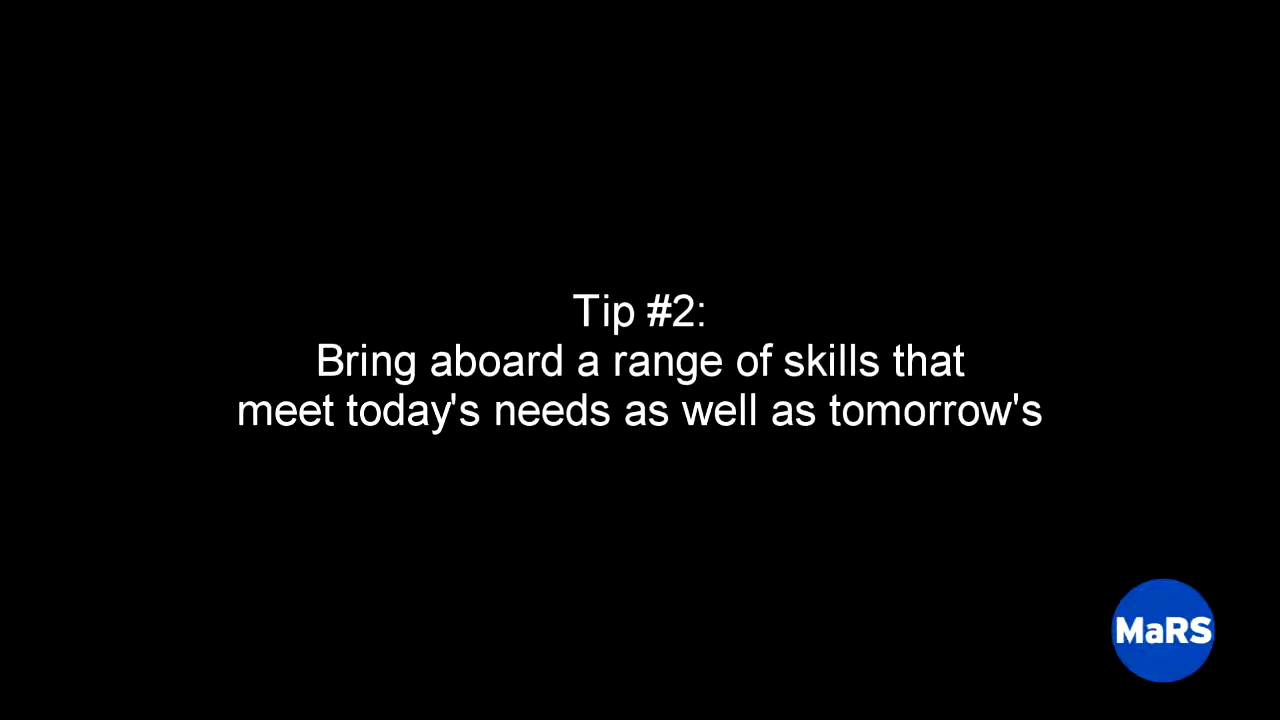 Tip #2:
Bring aboard a range of skills that
meet today's needs as well as tomorrow's
MaRS